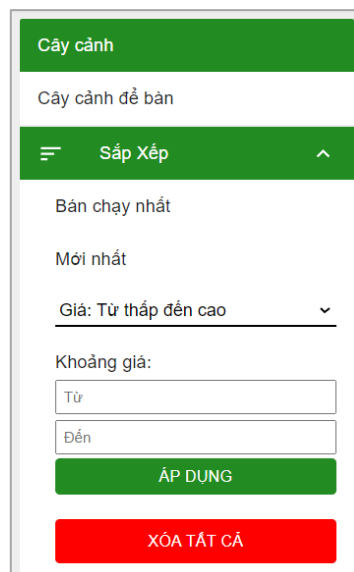 Cây cảnh
Cây cảnh để bàn
Sắp Xếp
Bán chạy nhất
Mới nhất
Giá: Từ thấp đến cao
Khoảng giá:
Từ
Đến
ÁP DỤNG
XÓA TẤT CẢ